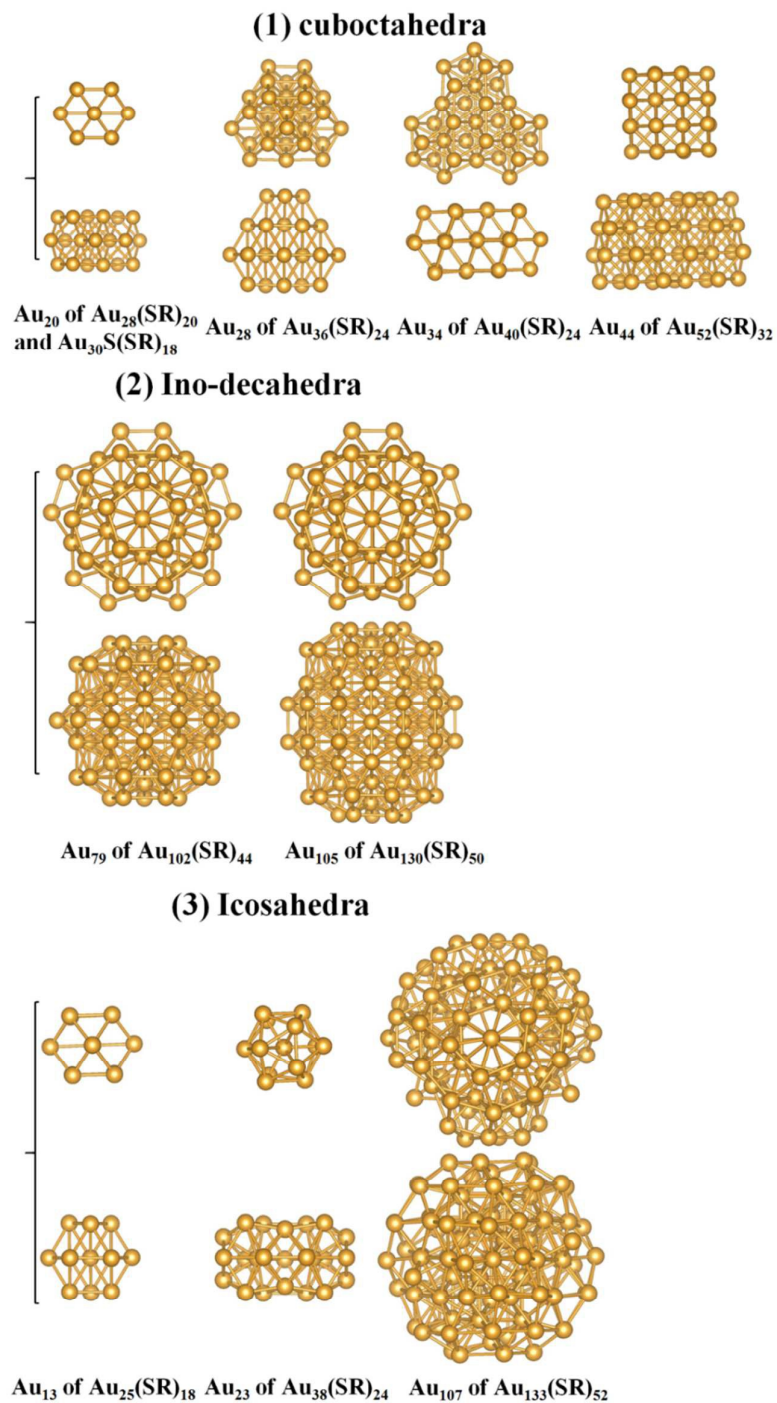 (1) cuboctahedra
Au₂₀ of Au₂₈(SR)₂₀
and Au₃₀S(SR)₁₈
Au₂₈ of Au₃₆(SR)₂₄
Au₃₄ of Au₄₀(SR)₂₄
Au₄₄ of Au₅₂(SR)₃₂
(2) Ino-decahedra
Au₇₉ of Au₁₀₂(SR)₄₄
Au₁₀₅ of Au₁₃₀(SR)₅₀
(3) Icosahedra
Au₁₃ of Au₂₅(SR)₁₈
Au₂₃ of Au₃₈(SR)₂₄
Au₁₀₇ of Au₁₃₃(SR)₅₂